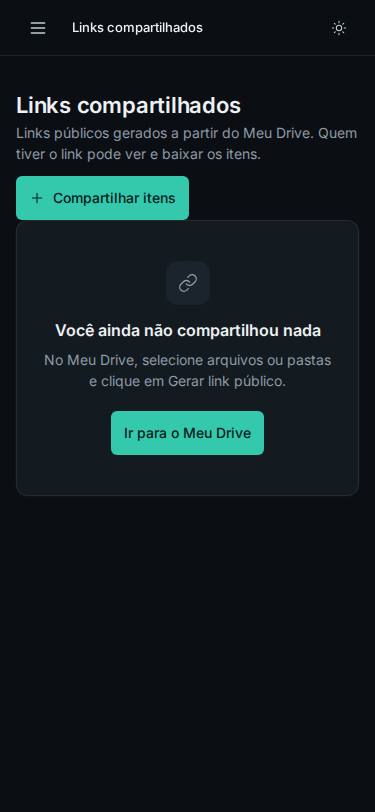 Links compartilhados
Links compartilhados
Links públicos gerados a partir do Meu Drive. Quem
tiver o link pode ver e baixar os itens.
Compartilhar itens
Você ainda não compartilhou nada
No Meu Drive, selecione arquivos ou pastas
e clique em Gerar link público.
Ir para o Meu Drive